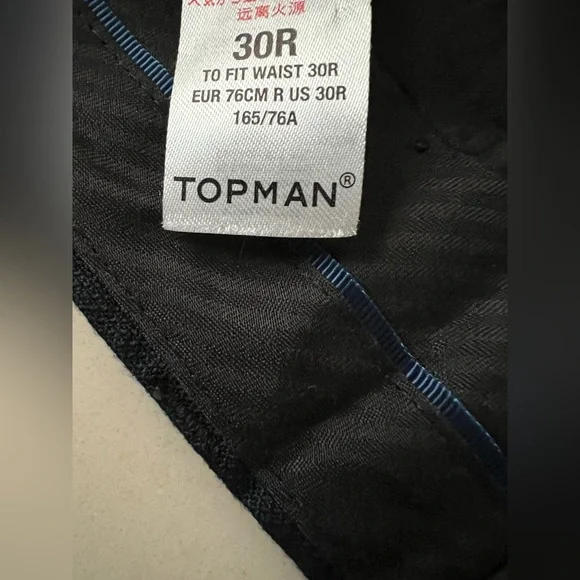 远离火源
30R
TO FIT WAIST 30R
EUR 76CM R US 30R
165/76A
TOPMAN®